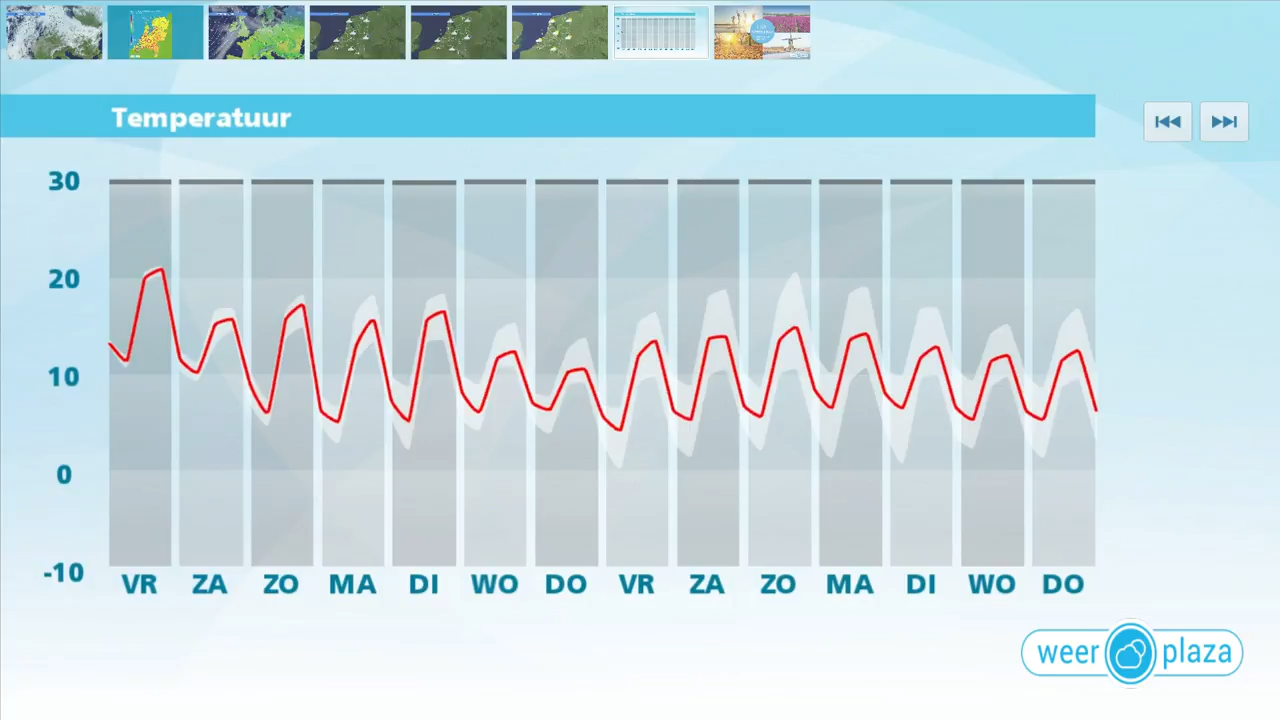 Temperatuur
30
20
10
0
-10
VR ZA ZO MA DI WO DO VR ZA ZO MA DI WO DO
weer plaza